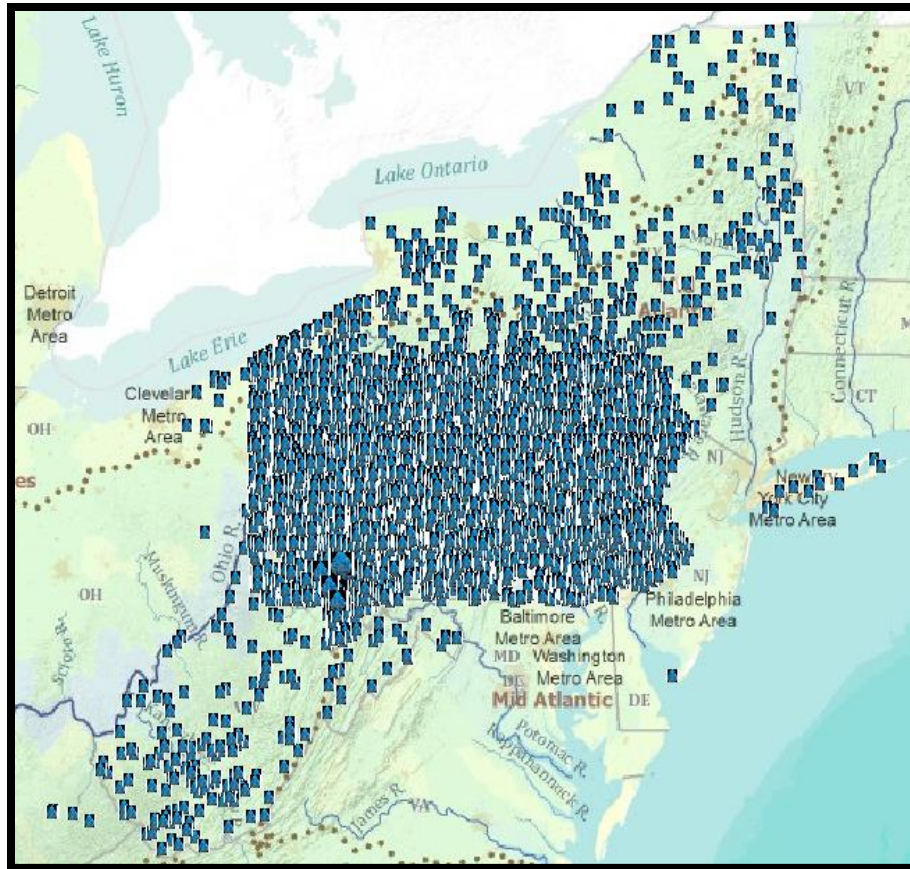 Lake Huron
VT
Lake Ontario
NY
Detroit
Metro
Area
Lake Erie
Hudson R.
Connecticut R.
Cleveland
Metro
Area
CT
OH
NJ
es
New
York City
Metro Area
Ohio R.
Muskingum R.
OH
NJ
Philadelphia
Metro Area
Baltimore
Metro Area
MD
Washington
Metro Area
Mid Atlantic
DE
Potomac R.
Rappahannock R.
James R.
VA